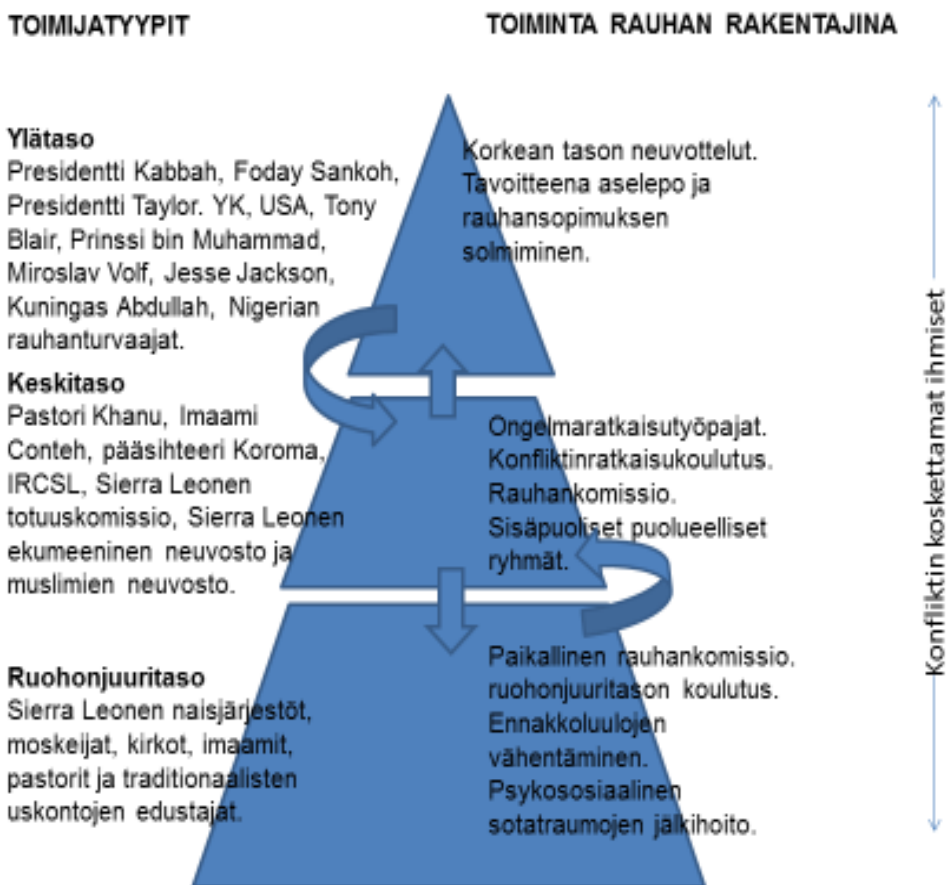 TOIMIJATYYPIT
TOIMINTA RAUHAN RAKENTAJINA
Ylätaso
Presidentti Kabbah, Foday Sankoh,
Presidentti Taylor. YK, USA, Tony
Blair, Prinssi bin Muhammad,
Miroslav Volf, Jesse Jackson,
Kuningas Abdullah, Nigerian
rauhanturvaajat.
Korkean tason neuvottelut.
Tavoitteena aselepo ja
rauhansopimuksen
solmiminen.
Keskitaso
Pastori Khanu, Imaami
Conteh, pääsihteeri Koroma,
IRCSL, Sierra Leonen
totuuskomissio, Sierra Leonen
ekumeeninen neuvosto ja
muslimien neuvosto.
Ongelmaratkaisutyöpajat.
Konfliktinratkaisukoulutus.
Rauhankomissio.
Sisäpuoliset puolueelliset
ryhmät.
Ruohonjuuritaso
Sierra Leonen naisjärjestöt,
moskeijat, kirkot, imaamit,
pastorit ja traditionaalisten
uskontojen edustajat.
Paikallinen rauhankomissio.
ruohonjuuritason koulutus.
Ennakkoluulojen
vähentäminen.
Psykososiaalinen
sotatraumojen jälkihoito.
Konfliktin koskettamat ihmiset